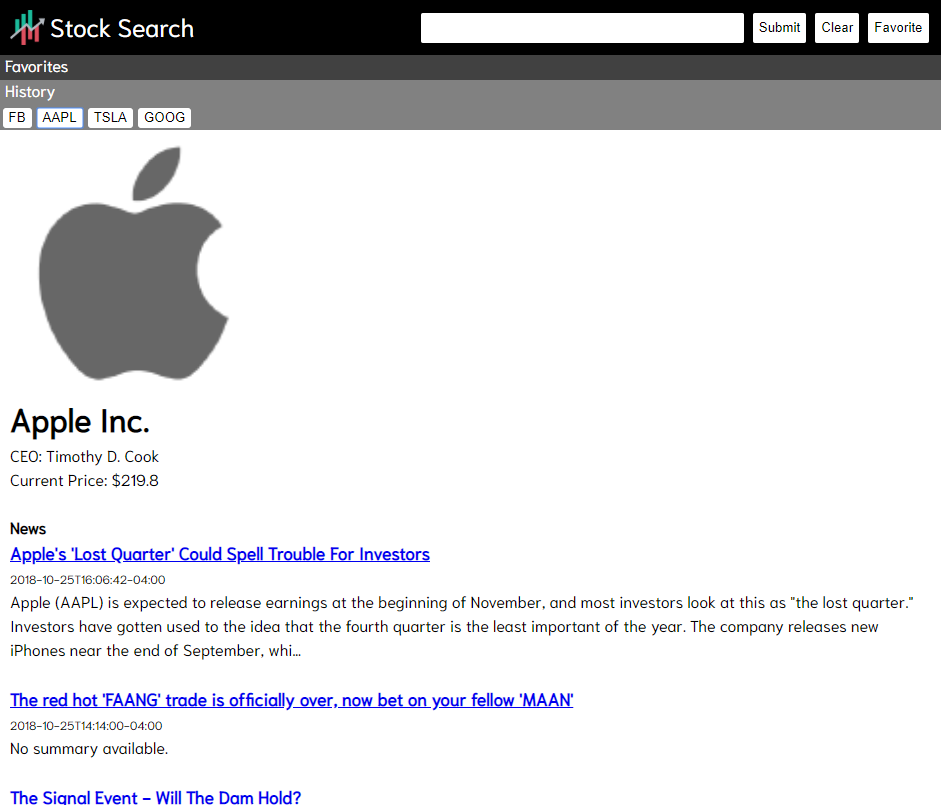 Stock Search
Submit Clear Favorite
Favorites
History
FB AAPL TSLA GOOG
Apple Inc.
CEO: Timothy D. Cook
Current Price: $219.8
News
Apple's 'Lost Quarter' Could Spell Trouble For Investors
2018-10-25T16:06:42-04:00
Apple (AAPL) is expected to release earnings at the beginning of November, and most investors look at this as "the lost quarter."
Investors have gotten used to the idea that the fourth quarter is the least important of the year. The company releases new
iPhones near the end of September, whi...
The red hot 'FAANG' trade is officially over, now bet on your fellow 'MAAN'
2018-10-25T14:14:00-04:00
No summary available.
The Signal Event - Will The Dam Hold?